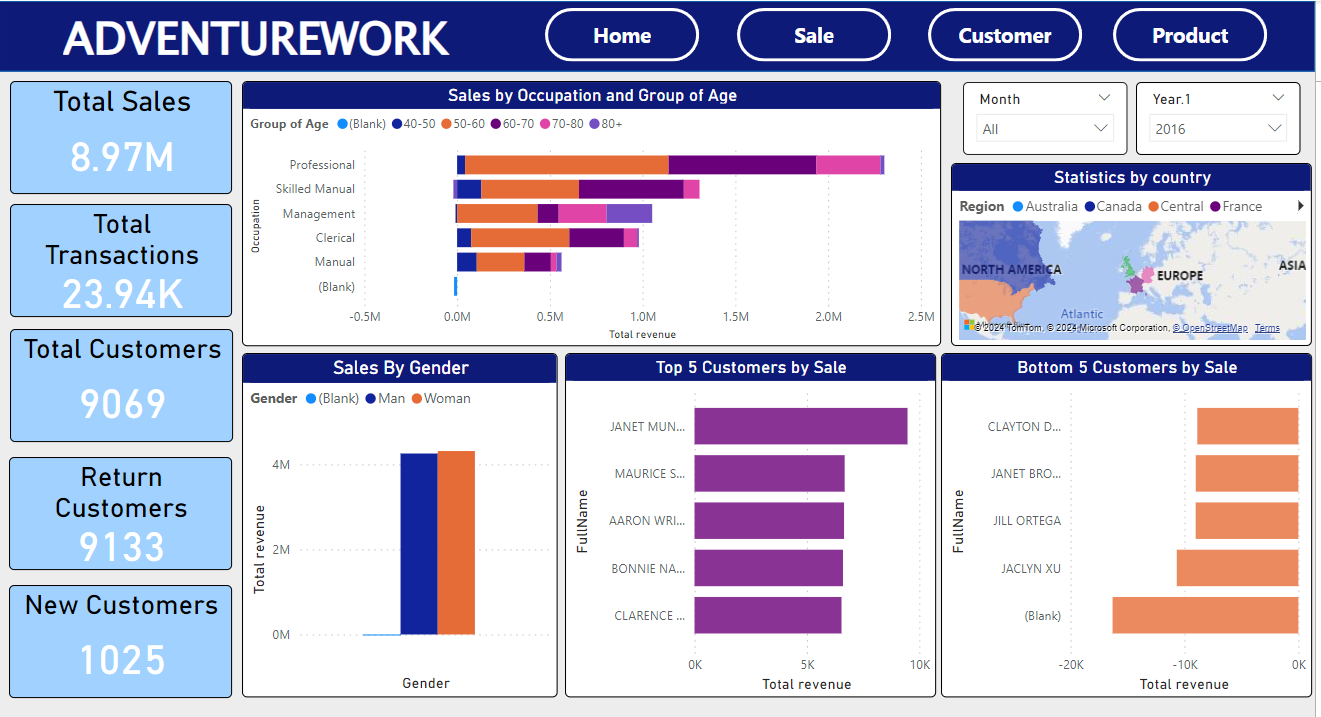 ADVENTUREWORK
Home
Sale
Customer
Product
Total Sales
8.97M
Total
Transactions
23.94K
Total Customers
9069
Return
Customers
9133
New Customers
1025
Sales by Occupation and Group of Age
Group of Age (Blank) 40-50 50-60 60-70 70-80 80+
Occupation
Professional
Skilled Manual
Management
Clerical
Manual
(Blank)
-0.5M 0.0M 0.5M 1.0M 1.5M 2.0M 2.5M
Total revenue
Month
All
Year.1
2016
Statistics by country
Region Australia Canada Central France
NORTH AMERICA
EUROPE
ASIA
Atlantic
© 2024 TomTom, © 2024 Microsoft Corporation, © OpenStreetMap Terms
Sales By Gender
Gender (Blank) Man Woman
Total revenue
4M
2M
0M
Gender
Top 5 Customers by Sale
FullName
JANET MUN...
MAURICE S...
AARON WRI...
BONNIE NA...
CLARENCE ...
0K 5K 10K
Total revenue
Bottom 5 Customers by Sale
FullName
CLAYTON D...
JANET BRO...
JILL ORTEGA
JACLYN XU
(Blank)
-20K -10K 0K
Total revenue